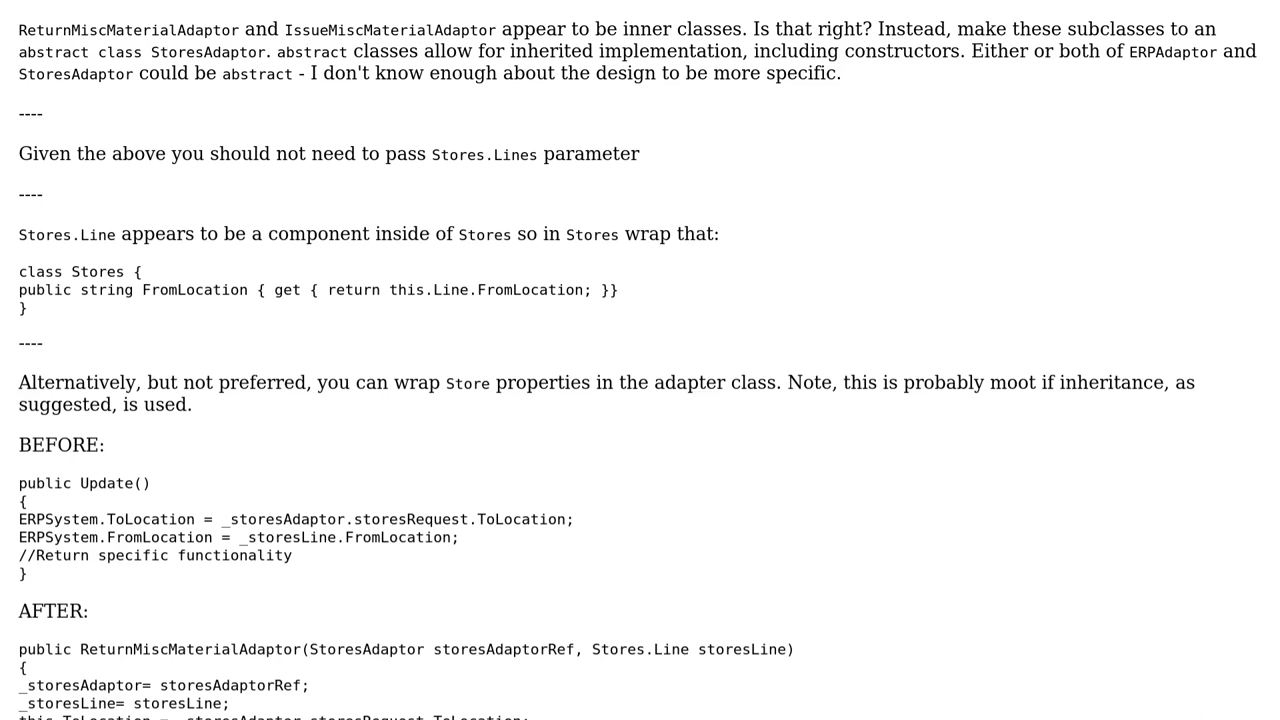 ReturnMiscMaterialAdaptor and IssueMiscMaterialAdaptor appear to be inner classes. Is that right? Instead, make these subclasses to an
abstract class StoresAdaptor. abstract classes allow for inherited implementation, including constructors. Either or both of ERPAdaptor and
StoresAdaptor could be abstract - I don't know enough about the design to be more specific.
----
Given the above you should not need to pass Stores.Lines parameter
----
Stores.Line appears to be a component inside of Stores so in Stores wrap that:
class Stores {
public string FromLocation { get { return this.Line.FromLocation; }}
}
----
Alternatively, but not preferred, you can wrap Store properties in the adapter class. Note, this is probably moot if inheritance, as
suggested, is used.
BEFORE:
public Update()
{
ERPSystem.ToLocation = _storesAdaptor.storesRequest.ToLocation;
ERPSystem.FromLocation = _storesLine.FromLocation;
//Return specific functionality
}
AFTER:
public ReturnMiscMaterialAdaptor(StoresAdaptor storesAdaptorRef, Stores.Line storesLine)
{
_storesAdaptor= storesAdaptorRef;
_storesLine= storesLine;
this.ToLocation = _storesAdaptor.storesRequest.ToLocation;